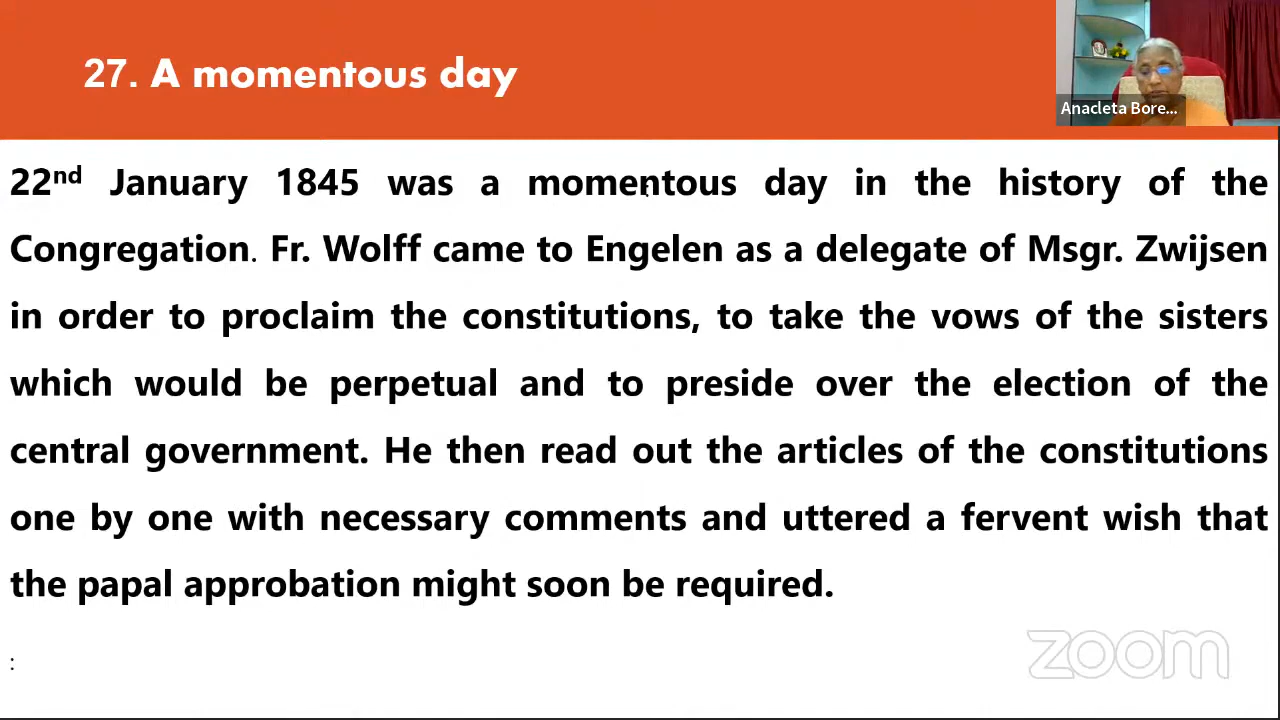 27. A momentous day
Anacleta Bore...
22nd January 1845 was a momentous day in the history of the
Congregation. Fr. Wolff came to Engelen as a delegate of Msgr. Zwijsen
in order to proclaim the constitutions, to take the vows of the sisters
which would be perpetual and to preside over the election of the
central government. He then read out the articles of the constitutions
one by one with necessary comments and uttered a fervent wish that
the papal approbation might soon be required.
:
zoom